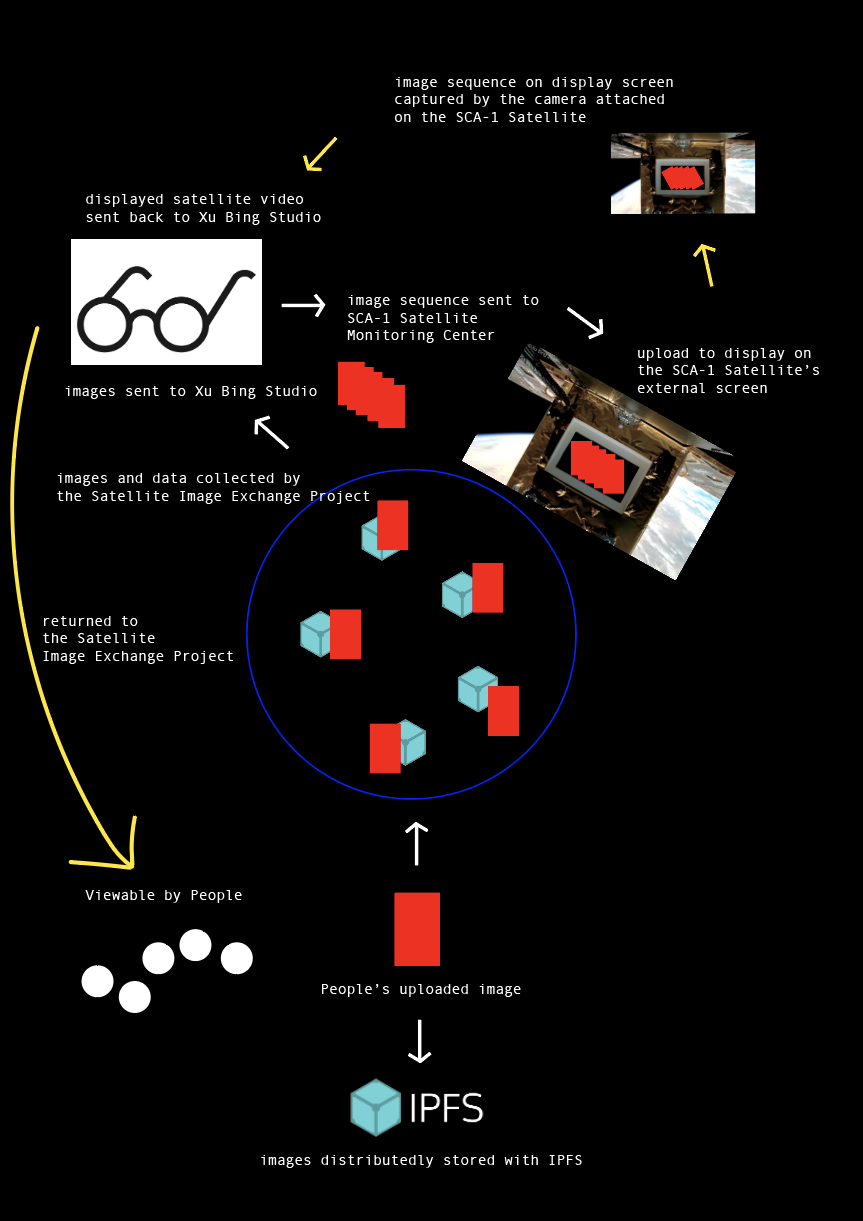 image sequence on display screen
captured by the camera attached
on the SCA-1 Satellite
displayed satellite video
sent back to Xu Bing Studio
image sequence sent to
SCA-1 Satellite
Monitoring Center
upload to display on
the SCA-1 Satellite’s
external screen
images sent to Xu Bing Studio
images and data collected by
the Satellite Image Exchange Project
returned to
the Satellite
Image Exchange Project
Viewable by People
People’s uploaded image
IPFS
images distributedly stored with IPFS